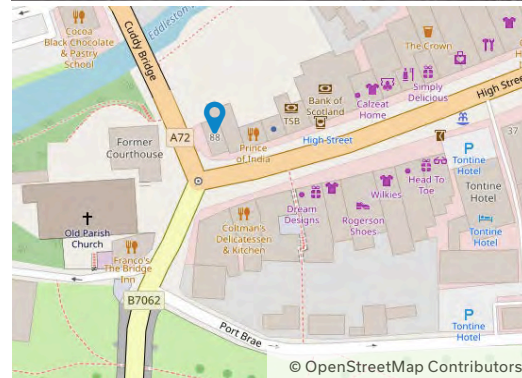 Cocoa
Black Chocolate
& Pastry
School
Cuddy Bridge
Eddleston
The Crown
Simply
Delicious
High Street
Bank of
Scotland
Calzeat
Home
TSB
88
Prince
of India
High Street
A72
Former
Courthouse
37
Tontine
Hotel
Tontine
Hotel
Head To
Toe
Wilkies
Dream
Designs
Rogerson
Shoes
Coltman's
Delicatessen
& Kitchen
Old Parish
Church
Franco's
The Bridge
Inn
Tontine
Hotel
B7062
Port Brae
P
Tontine
Hotel
© OpenStreetMap Contributors